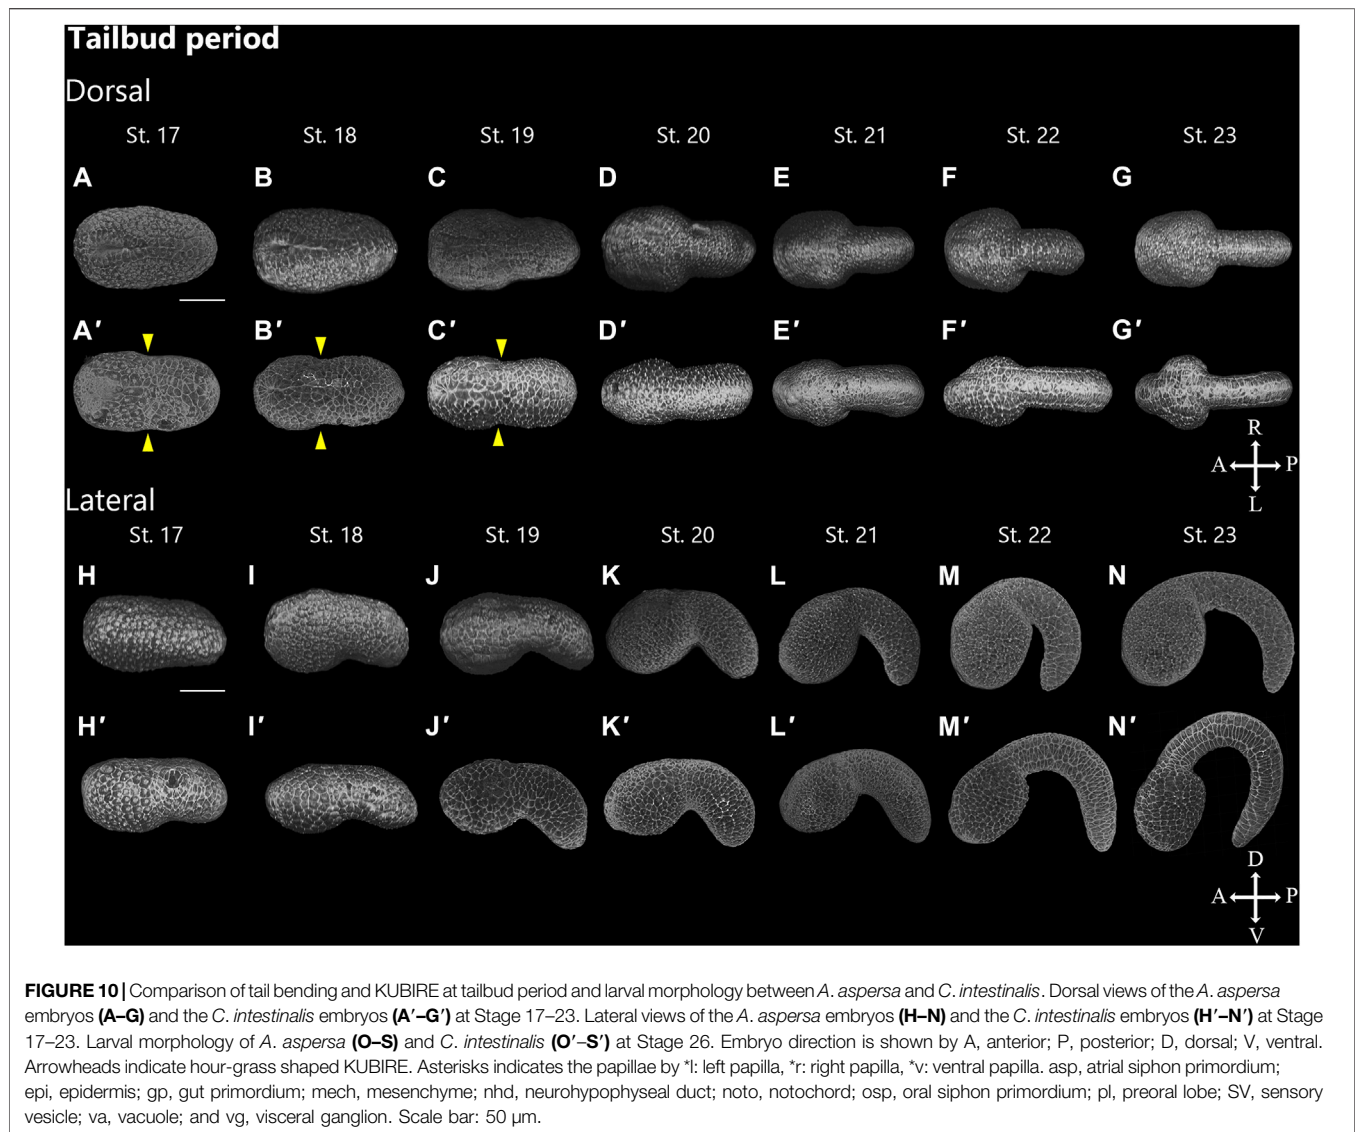 Tailbud period
Dorsal
St. 17 St. 18 St. 19 St. 20 St. 21 St. 22 St. 23
A B C D E F G
A′ B′ C′ D′ E′ F′ G′
R
A P
L
Lateral
St. 17 St. 18 St. 19 St. 20 St. 21 St. 22 St. 23
H I J K L M N
H′ I′ J′ K′ L′ M′ N′
D
A P
V
FIGURE 10 | Comparison of tail bending and KUBIRE at tailbud period and larval morphology between A. aspersa and C. intestinalis. Dorsal views of the A. aspersa
embryos (A–G) and the C. intestinalis embryos (A′–G′) at Stage 17–23. Lateral views of the A. aspersa embryos (H–N) and the C. intestinalis embryos (H′–N′) at Stage
17–23. Larval morphology of A. aspersa (O–S) and C. intestinalis (O′–S′) at Stage 26. Embryo direction is shown by A, anterior; P, posterior; D, dorsal; V, ventral.
Arrowheads indicate hour-grass shaped KUBIRE. Asterisks indicates the papillae by *l: left papilla, *r: right papilla, *v: ventral papilla. asp, atrial siphon primordium;
epi, epidermis; gp, gut primordium; mech, mesenchyme; nhd, neurohypophyseal duct; noto, notochord; osp, oral siphon primordium; pl, preoral lobe; SV, sensory
vesicle; va, vacuole; and vg, visceral ganglion. Scale bar: 50 µm.